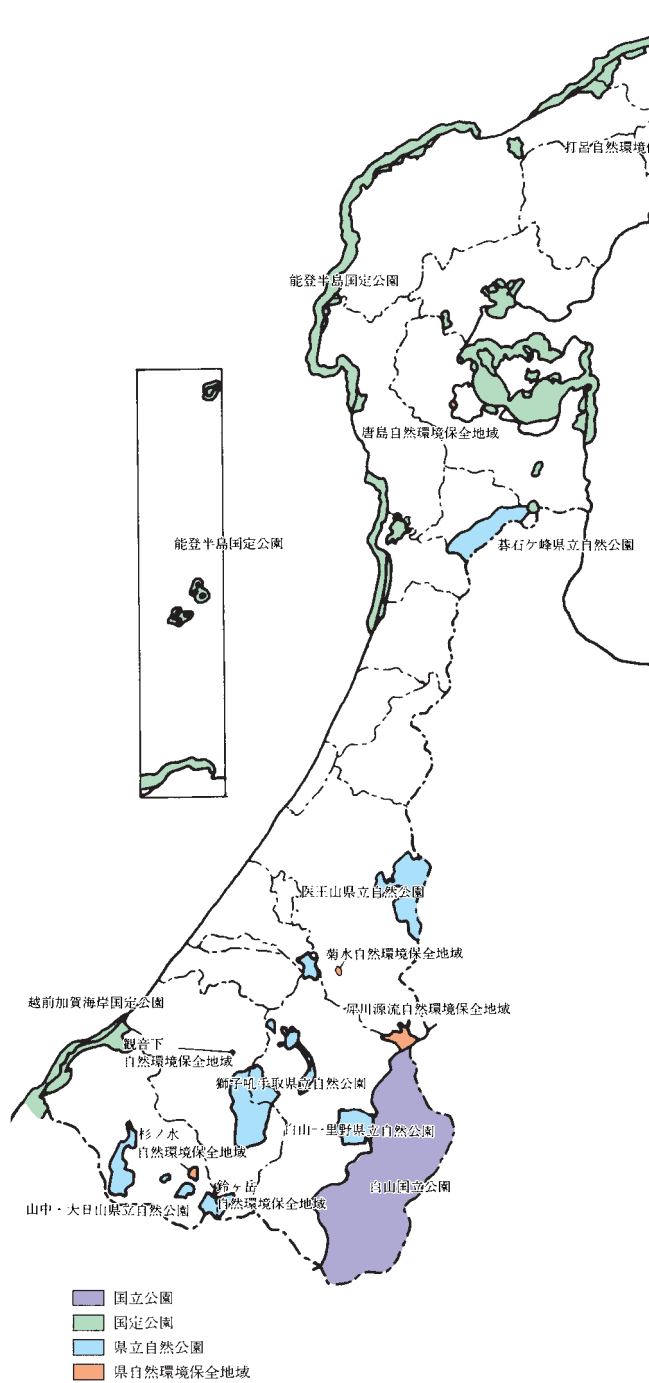 打呂自然環境
能登半島国定公園
唐島自然環境保全地域
能登半島国定公園
碁石ケ峰県立自然公園
医王山県立自然公園
菊水自然環境保全地域
越前加賀海岸国定公園
犀川源流自然環境保全地域
観音下
自然環境保全地域
獅子吼手取県立自然公園
白山一里野県立自然公園
杉ノ水
自然環境保全地域
白山国立公園
鈴ヶ岳
自然環境保全地域
山中・大日山県立自然公園
国立公園
国定公園
県立自然公園
県自然環境保全地域